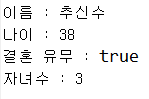 이름 : 추신수
나이 : 38
결혼 유무 : true
자녀수 : 3